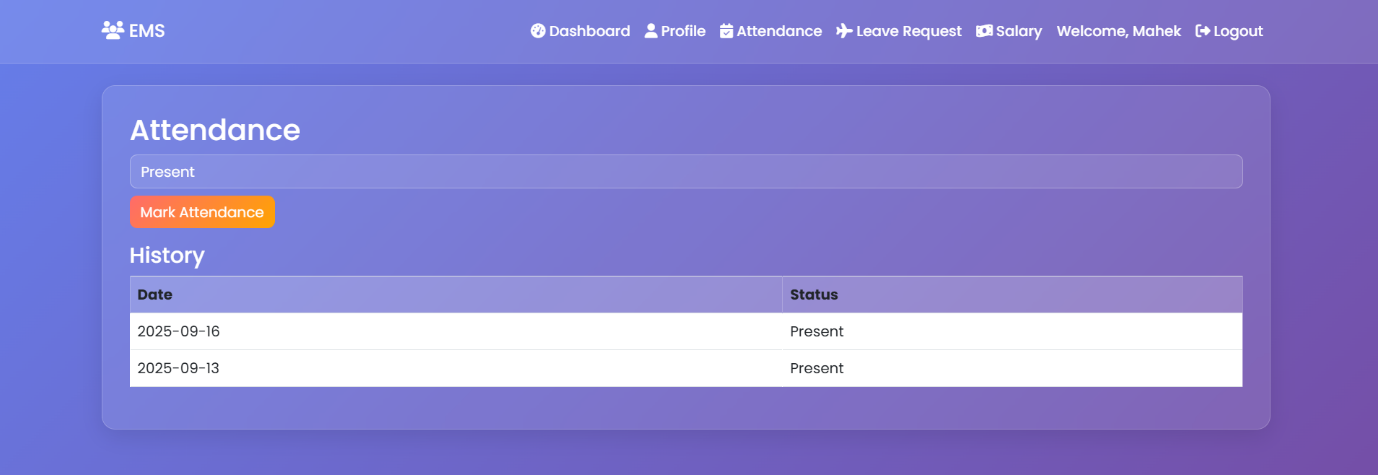 EMS Dashboard Profile Attendance Leave Request Salary Welcome, Mahek Logout
Attendance
Present
Mark Attendance
History
Date Status
2025-09-16 Present
2025-09-13 Present